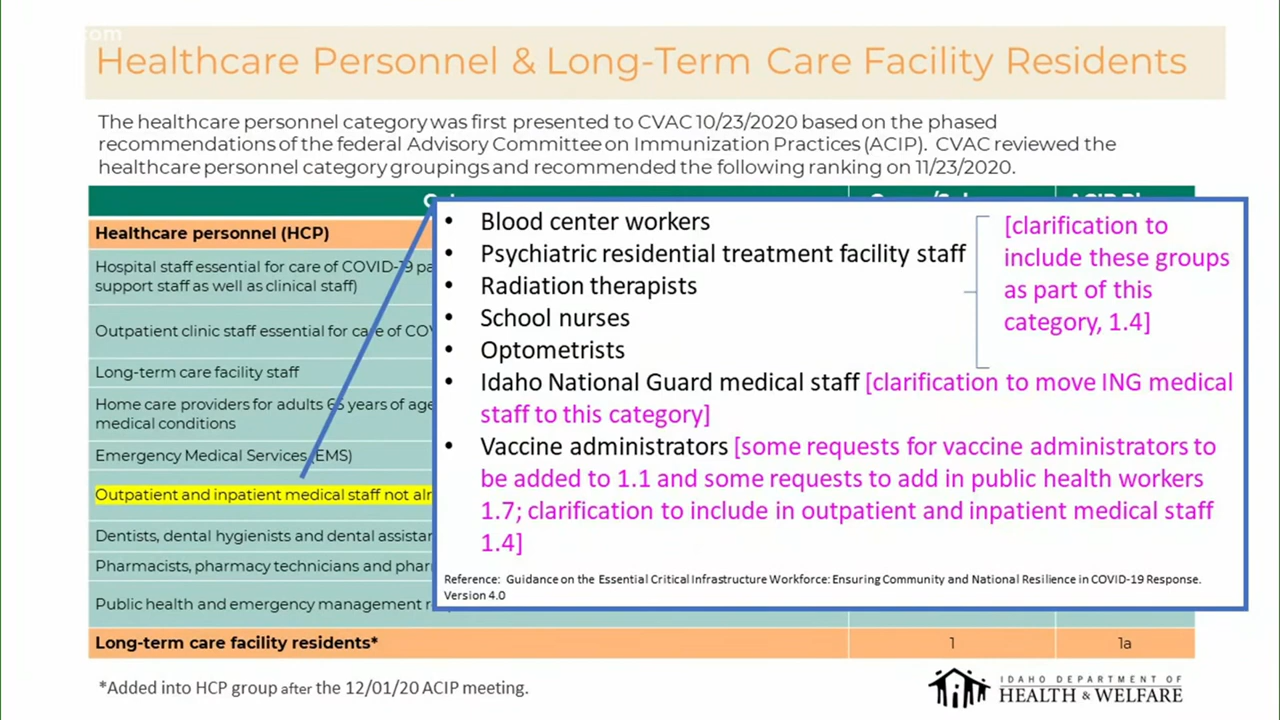 .com
Healthcare Personnel & Long-Term Care Facility Residents
The healthcare personnel category was first presented to CVAC 10/23/2020 based on the phased
recommendations of the federal Advisory Committee on Immunization Practices (ACIP). CVAC reviewed the
healthcare personnel category groupings and recommended the following ranking on 11/23/2020.
Healthcare personnel (HCP)
Hospital staff essential for care of COVID-19
support staff as well as clinical staff)
Outpatient clinic staff essential for care of
Long-term care facility staff
Home care providers for adults 65 years of age
medical conditions
Emergency Medical Services (EMS)
Outpatient and inpatient medical staff not
Dentists, dental hygienists and dental
Pharmacists, pharmacy technicians and
Public health and emergency management
Long-term care facility residents* 1 1a
• Blood center workers
• Psychiatric residential treatment facility staff
• Radiation therapists
• School nurses
• Optometrists
[clarification to
include these groups
as part of this
category, 1.4]
• Idaho National Guard medical staff [clarification to move ING medical
staff to this category]
• Vaccine administrators [some requests for vaccine administrators to
be added to 1.1 and some requests to add in public health workers
1.7; clarification to include in outpatient and inpatient medical staff
1.4]
Reference: Guidance on the Essential Critical Infrastructure Workforce: Ensuring Community and National Resilience in COVID-19 Response.
Version 4.0
*Added into HCP group after the 12/01/20 ACIP meeting.
IDAHO DEPARTMENT OF
HEALTH & WELFARE